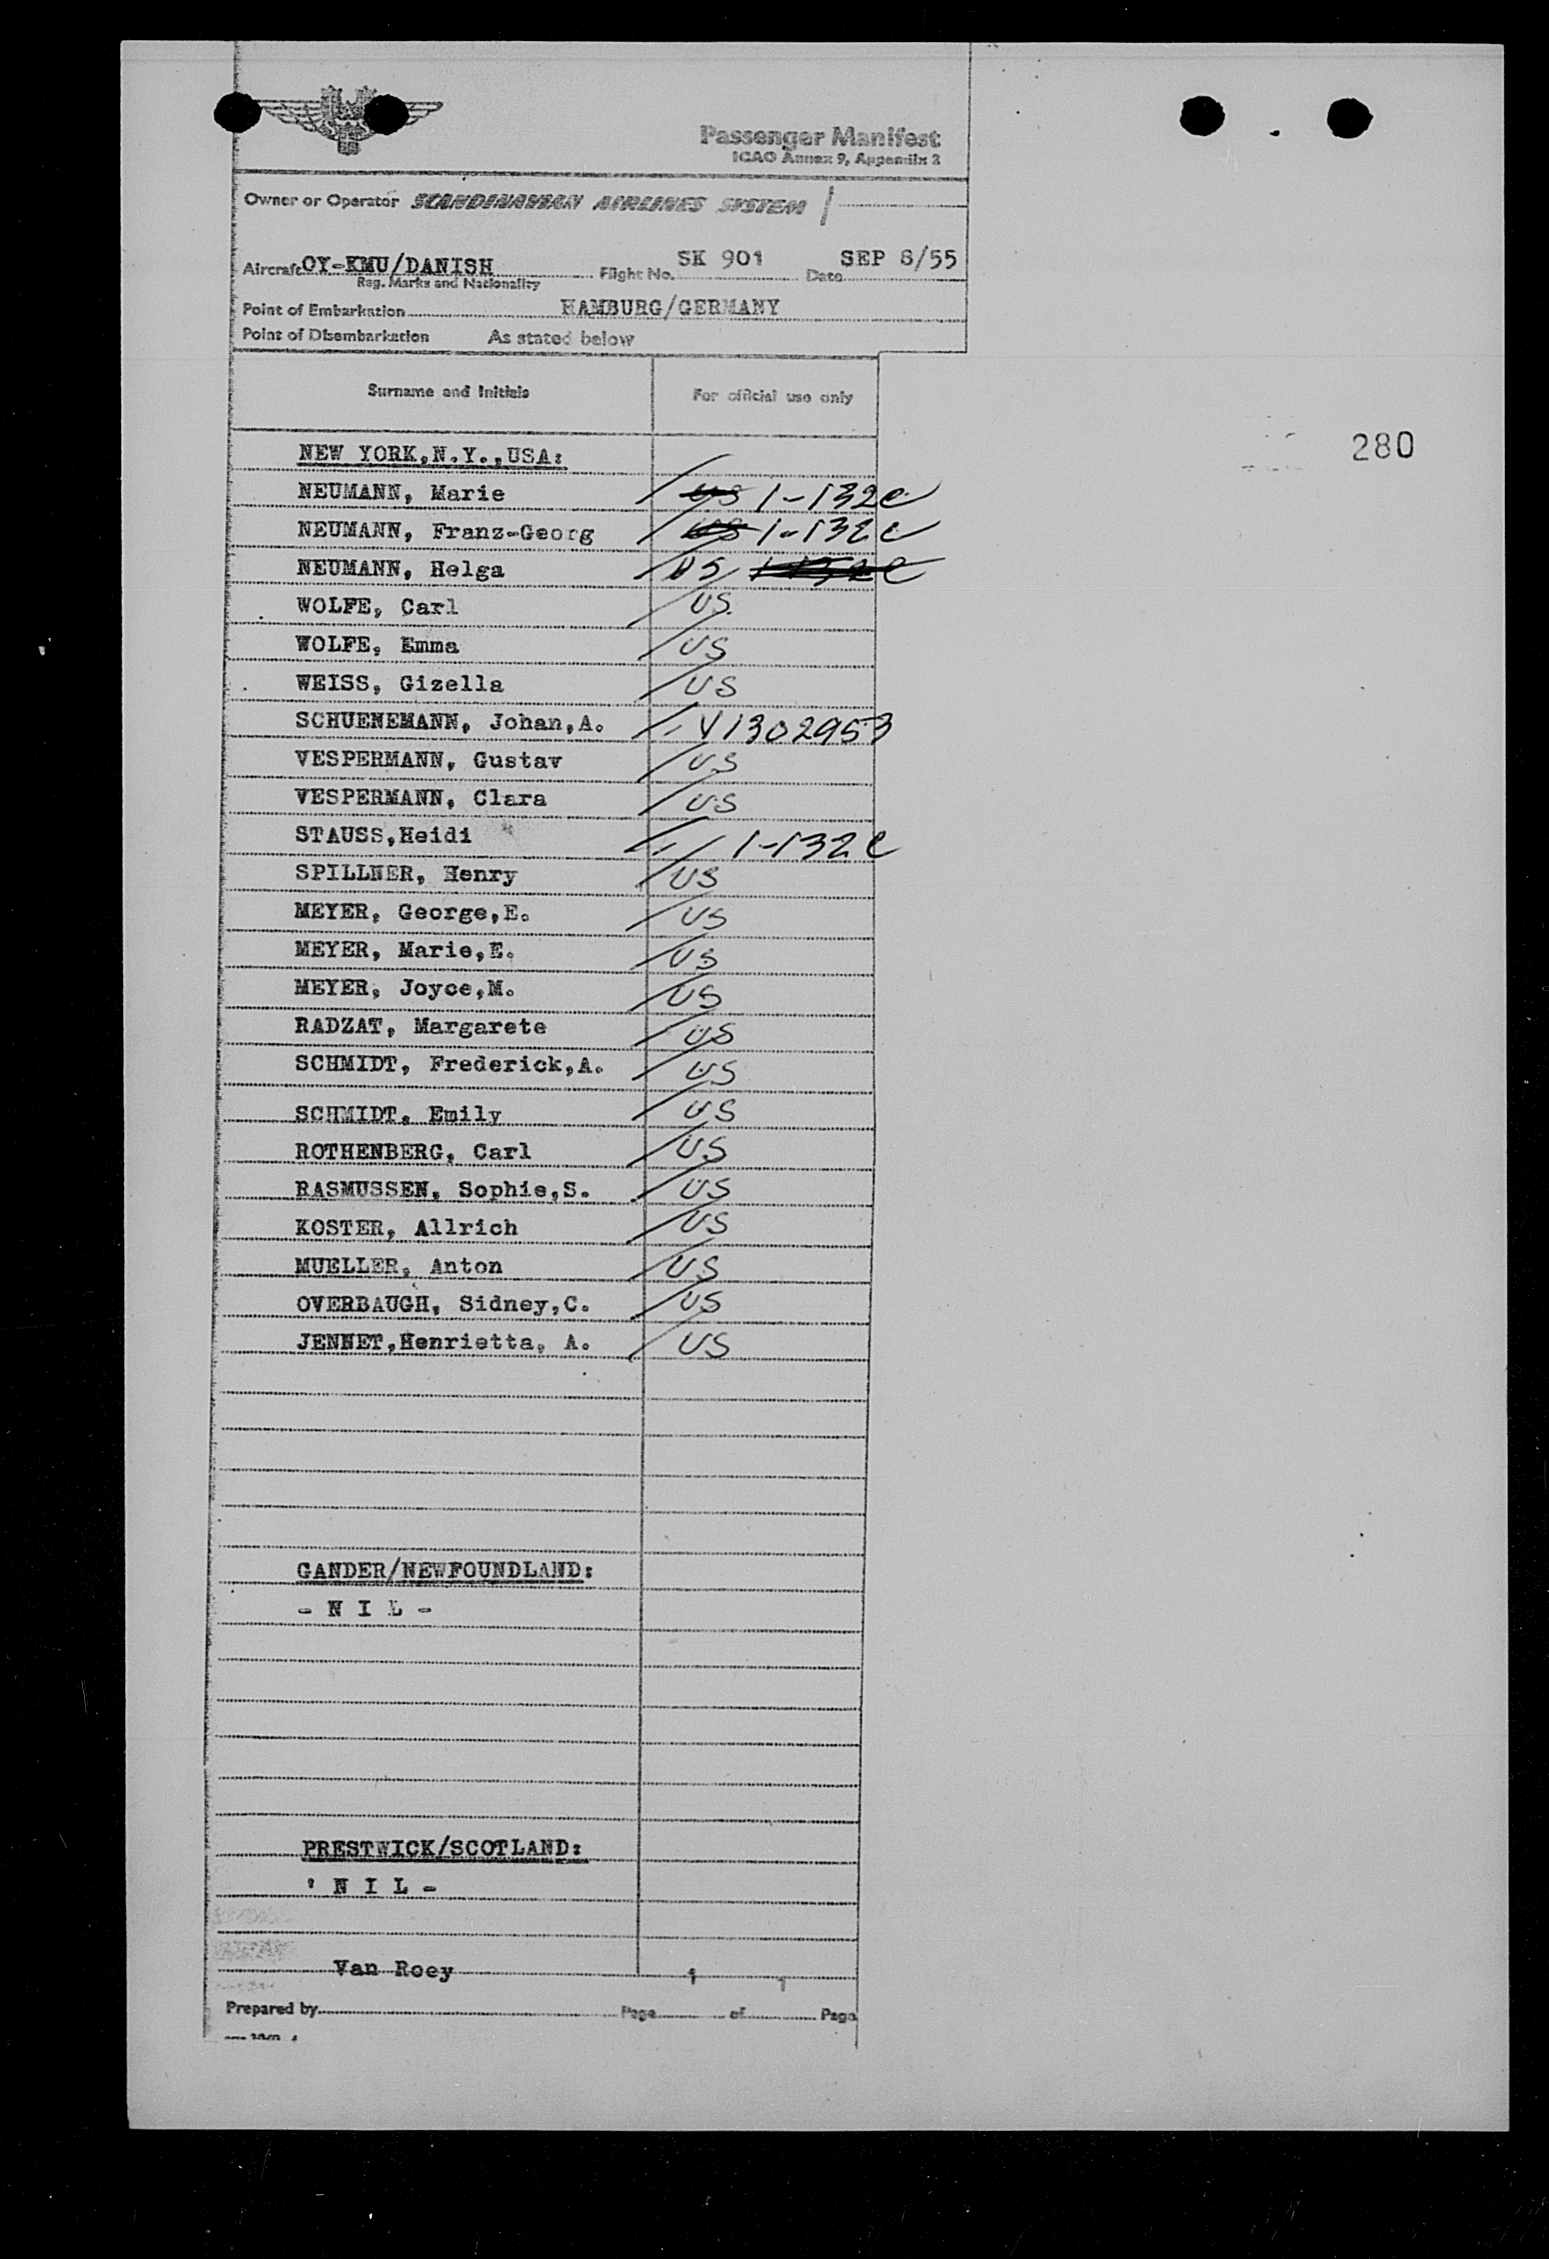 Passenger Manifest
ICAO Annex 9, Appendix 2
Owner or Operator SCANDINAVIAN AIRLINES SYSTEM
Aircraft OY-KMU/DANISH Flight No. SK 901 Date SEP 8/55
Reg. Marks and Nationality
Point of Embarkation HAMBURG/GERMANY
Point of Disembarkation As stated below
Surname and Initials For official use only
280
NEW YORK,N.Y.,USA:
NEUMANN, Marie US 1-132c
NEUMANN, Franz-Georg US 1-132c
NEUMANN, Helga US 1-132c
WOLFE, Carl US
WOLFE, Emma US
WEISS, Gizella US
SCHUENEMANN, Johan,A. V1302953
VESPERMANN, Gustav US
VESPERMANN, Clara US
STAUSS,Heidi 1-132c
SPILLNER, Henry US
MEYER, George,E. US
MEYER, Marie,E. US
MEYER, Joyce,M. US
RADZAT, Margarete US
SCHMIDT, Frederick,A. US
SCHMIDT, Emily US
ROTHENBERG, Carl US
RASMUSSEN, Sophie,S. US
KOSTER, Allrich US
MUELLER, Anton US
OVERBAUGH, Sidney,C. US
JENNET,Henrietta, A. US
GANDER/NEWFOUNDLAND:
- N I L -
PRESTWICK/SCOTLAND:
' N I L -
Van Roey 1 1
Prepared by Page of Page